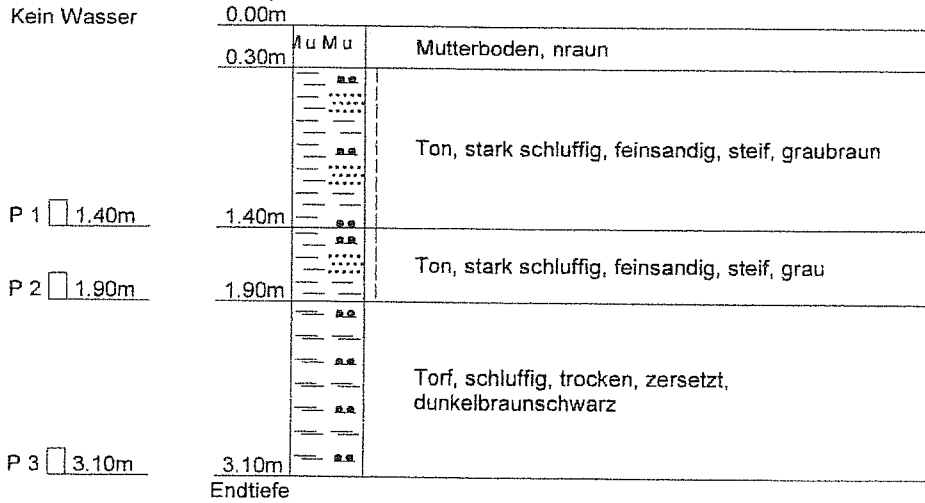 Kein Wasser
0.00m
Mu Mu
Mutterboden, nraun
0.30m
Ton, stark schluffig, feinsandig, steif, graubraun
P 1 1.40m
1.40m
Ton, stark schluffig, feinsandig, steif, grau
P 2 1.90m
1.90m
Torf, schluffig, trocken, zersetzt,
dunkelbraunschwarz
P 3 3.10m
3.10m
Endtiefe